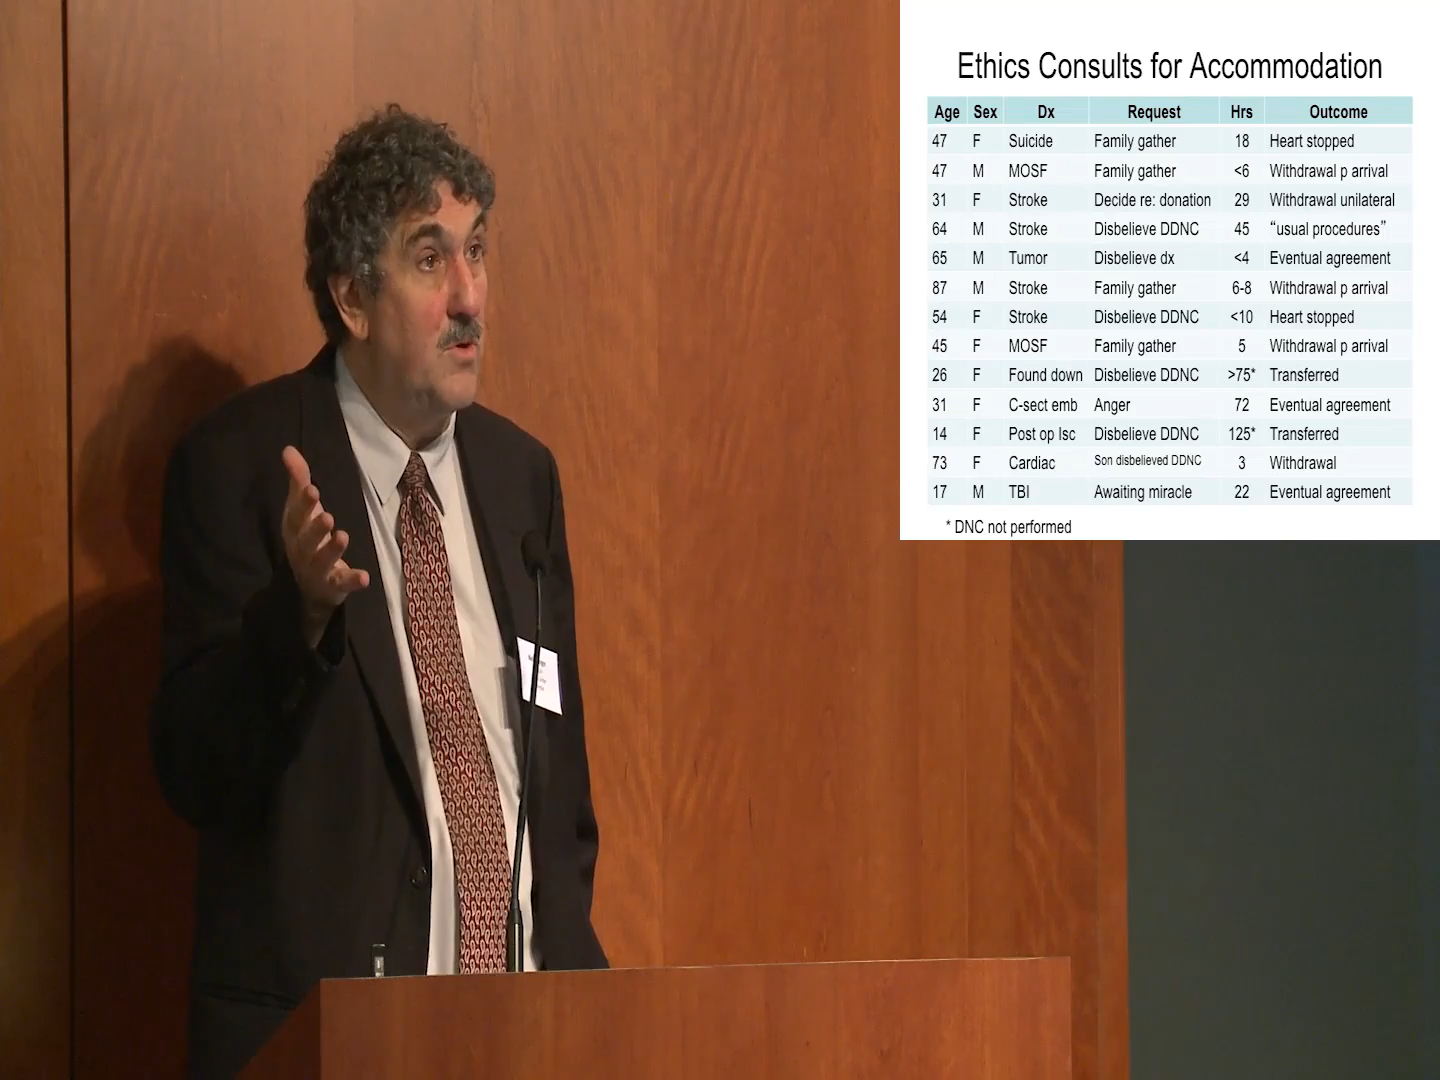 Ethics Consults for Accommodation
Age Sex Dx Request Hrs Outcome
47 F Suicide Family gather 18 Heart stopped
47 M MOSF Family gather <6 Withdrawal p arrival
31 F Stroke Decide re: donation 29 Withdrawal unilateral
64 M Stroke Disbelieve DDNC 45 “usual procedures”
65 M Tumor Disbelieve dx <4 Eventual agreement
87 M Stroke Family gather 6-8 Withdrawal p arrival
54 F Stroke Disbelieve DDNC <10 Heart stopped
45 F MOSF Family gather 5 Withdrawal p arrival
26 F Found down Disbelieve DDNC >75* Transferred
31 F C-sect emb Anger 72 Eventual agreement
14 F Post op Isc Disbelieve DDNC 125* Transferred
73 F Cardiac Son disbelieved DDNC 3 Withdrawal
17 M TBI Awaiting miracle 22 Eventual agreement
* DNC not performed